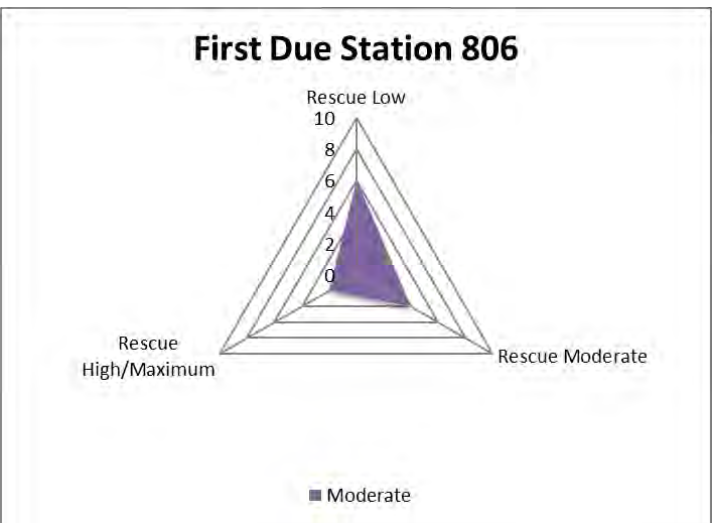 First Due Station 806
Rescue Low
10
8
6
4
2
0
Rescue
High/Maximum
Rescue Moderate
Moderate